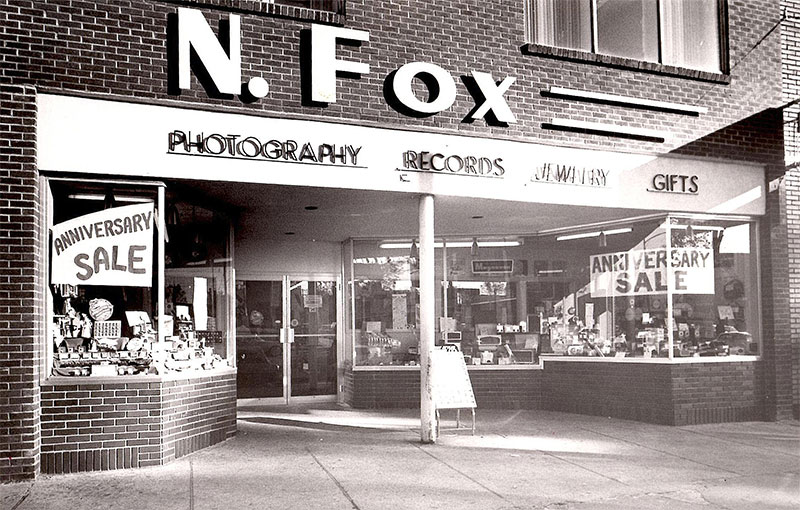 N. FOX
PHOTOGRAPHY RECORDS JEWELRY GIFTS
ANNIVERSARY
SALE
ANNIVERSARY
SALE